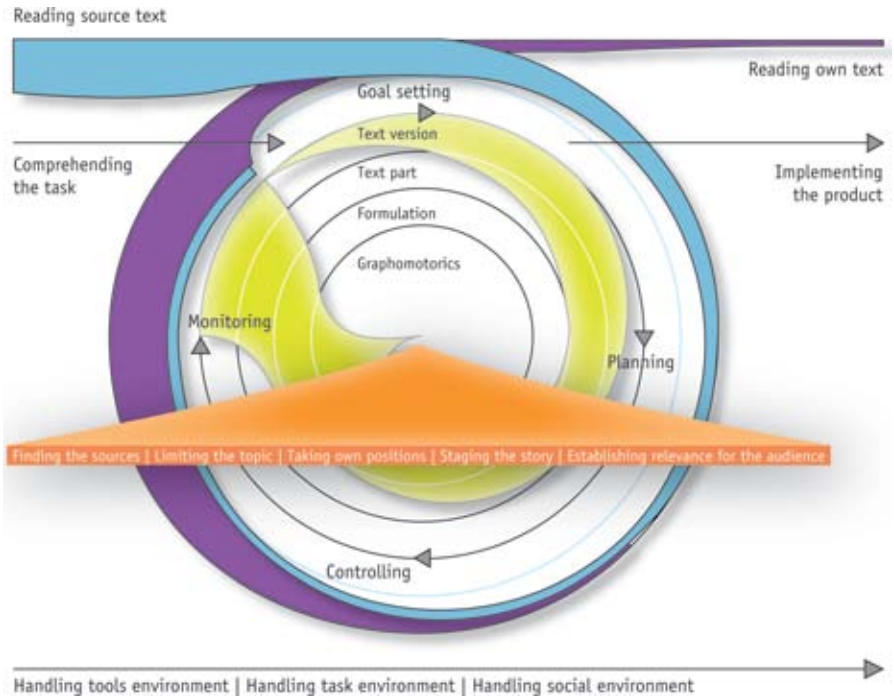 Reading source text
Reading own text
Goal setting
Text version
Comprehending
the task
Text part
Implementing
the product
Formulation
Graphomotorics
Monitoring
Planning
Finding the sources | Limiting the topic | Taking own positions | Staging the story | Establishing relevance for the audience
Controlling
Handling tools environment | Handling task environment | Handling social environment